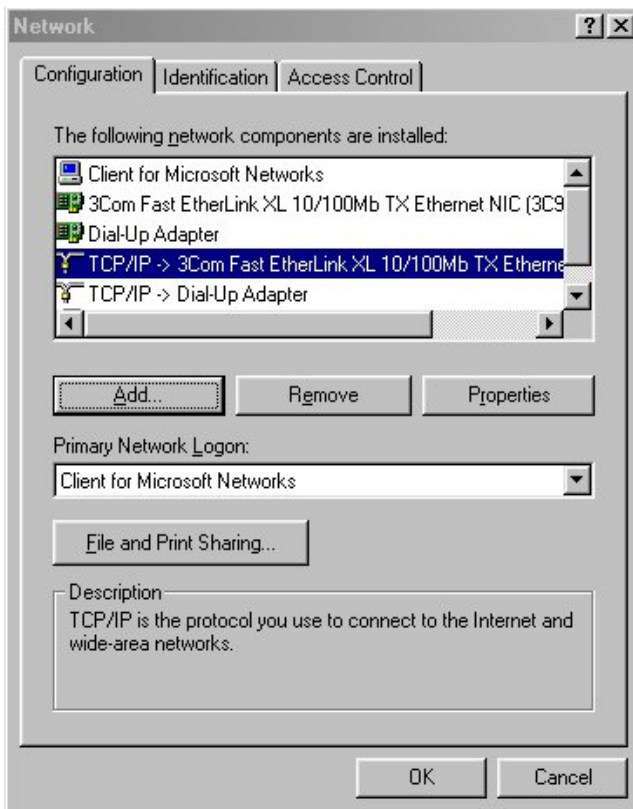 Network
Configuration Identification Access Control
The following network components are installed:
Client for Microsoft Networks
3Com Fast EtherLink XL 10/100Mb TX Ethernet NIC (3C9
Dial-Up Adapter
TCP/IP -> 3Com Fast EtherLink XL 10/100Mb TX Etherne
TCP/IP -> Dial-Up Adapter
Add... Remove Properties
Primary Network Logon:
Client for Microsoft Networks
File and Print Sharing...
Description
TCP/IP is the protocol you use to connect to the Internet and
wide-area networks.
OK Cancel